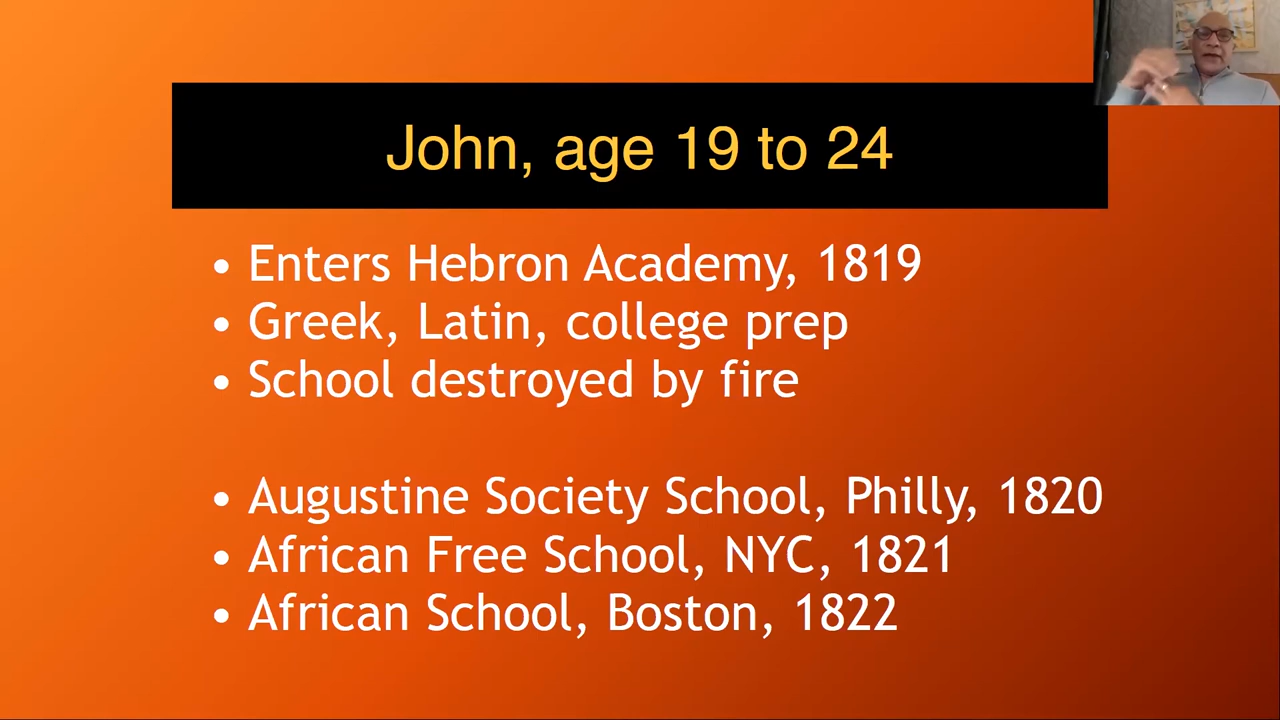 John, age 19 to 24
• Enters Hebron Academy, 1819
• Greek, Latin, college prep
• School destroyed by fire
• Augustine Society School, Philly, 1820
• African Free School, NYC, 1821
• African School, Boston, 1822